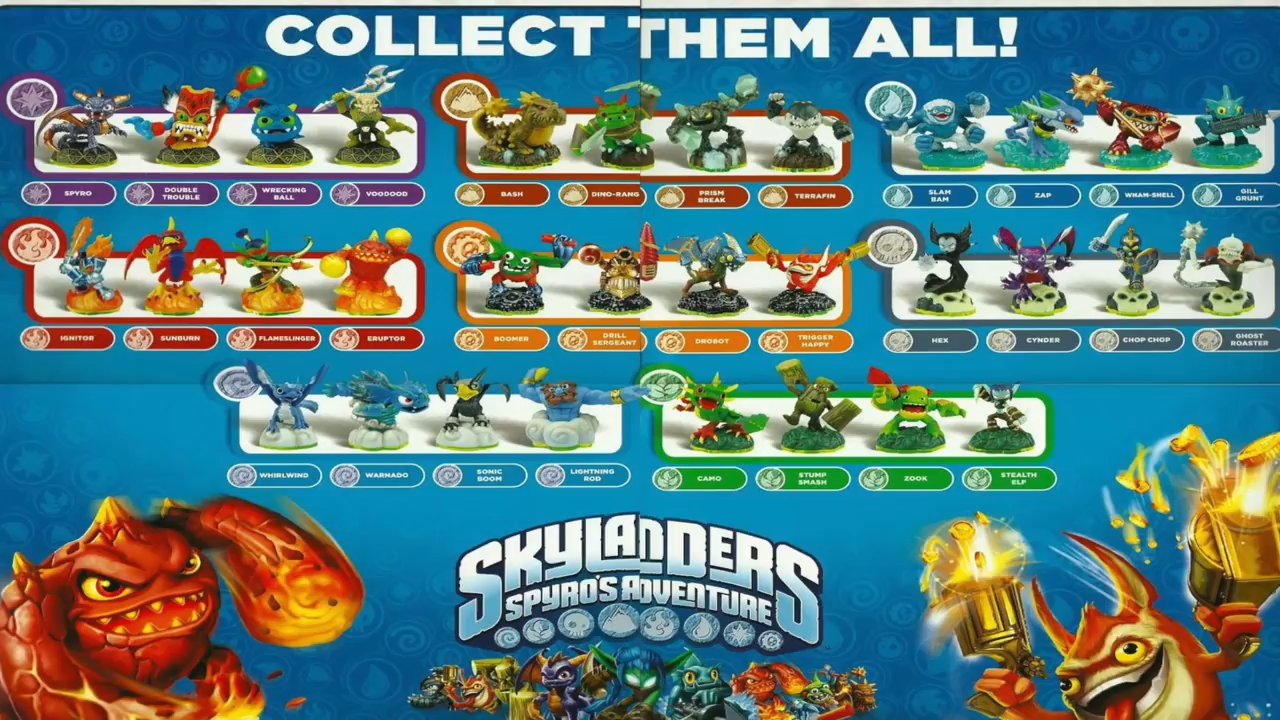 COLLECT THEM ALL!
SPYRO
DOUBLE
TROUBLE
WRECKING
BALL
VOODOOD
BASH
DINO-RANG
PRISM
BREAK
TERRAFIN
SLAM
BAM
ZAP
WHAM-SHELL
GILL
GRUNT
IGNITOR
SUNBURN
FLAMESLINGER
ERUPTOR
BOOMER
DRILL
SERGEANT
DROBOT
TRIGGER
HAPPY
HEX
CYNDER
CHOP CHOP
GHOST
ROASTER
WHIRLWIND
WARNADO
SONIC
BOOM
LIGHTNING
ROD
CAMO
STUMP
SMASH
ZOOK
STEALTH
ELF
SKYLANDERS
SPYRO'S ADVENTURE